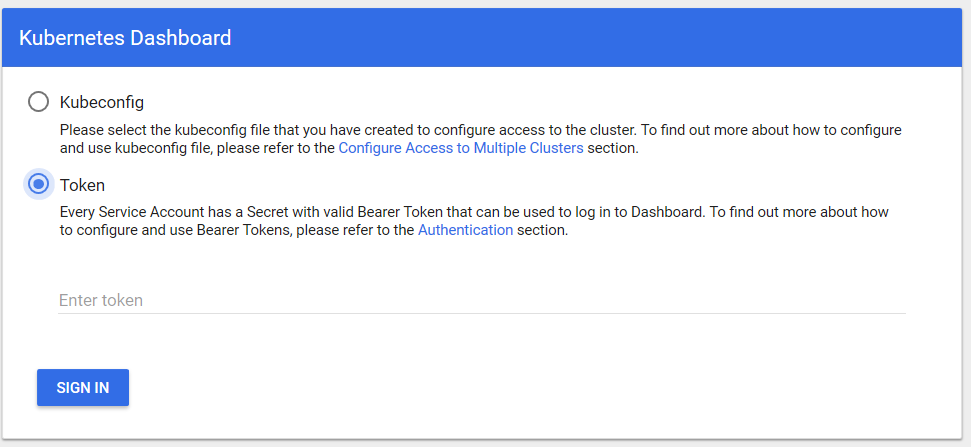 Kubernetes Dashboard
Kubeconfig
Please select the kubeconfig file that you have created to configure access to the cluster. To find out more about how to configure
and use kubeconfig file, please refer to the Configure Access to Multiple Clusters section.
Token
Every Service Account has a Secret with valid Bearer Token that can be used to log in to Dashboard. To find out more about how
to configure and use Bearer Tokens, please refer to the Authentication section.
Enter token
SIGN IN